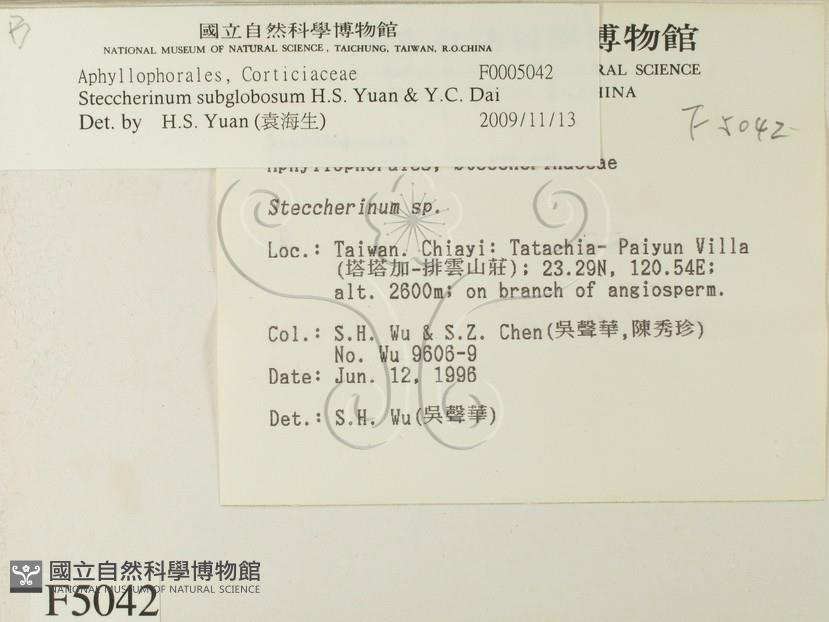 國立自然科學博物館
NATIONAL MUSEUM OF NATURAL SCIENCE, TAICHUNG, TAIWAN, R.O.CHINA
Aphyllophorales, Corticiaceae F0005042
Steccherinum subglobosum H.S. Yuan & Y.C. Dai
Det. by H.S. Yuan (袁海生) 2009/11/13
博物館
RAL SCIENCE
HINA
F5042
Steccherinum sp.
Loc.: Taiwan. Chiayi: Tatachia- Paiyun Villa
(塔塔加-排雲山莊); 23.29N, 120.54E;
alt. 2600m; on branch of angiosperm.
Col.: S.H. Wu & S.Z. Chen(吳聲華,陳秀珍)
No. Wu 9606-9
Date: Jun. 12, 1996
Det.: S.H. Wu(吳聲華)
國立自然科學博物館
NATIONAL MUSEUM OF NATURAL SCIENCE
F5042